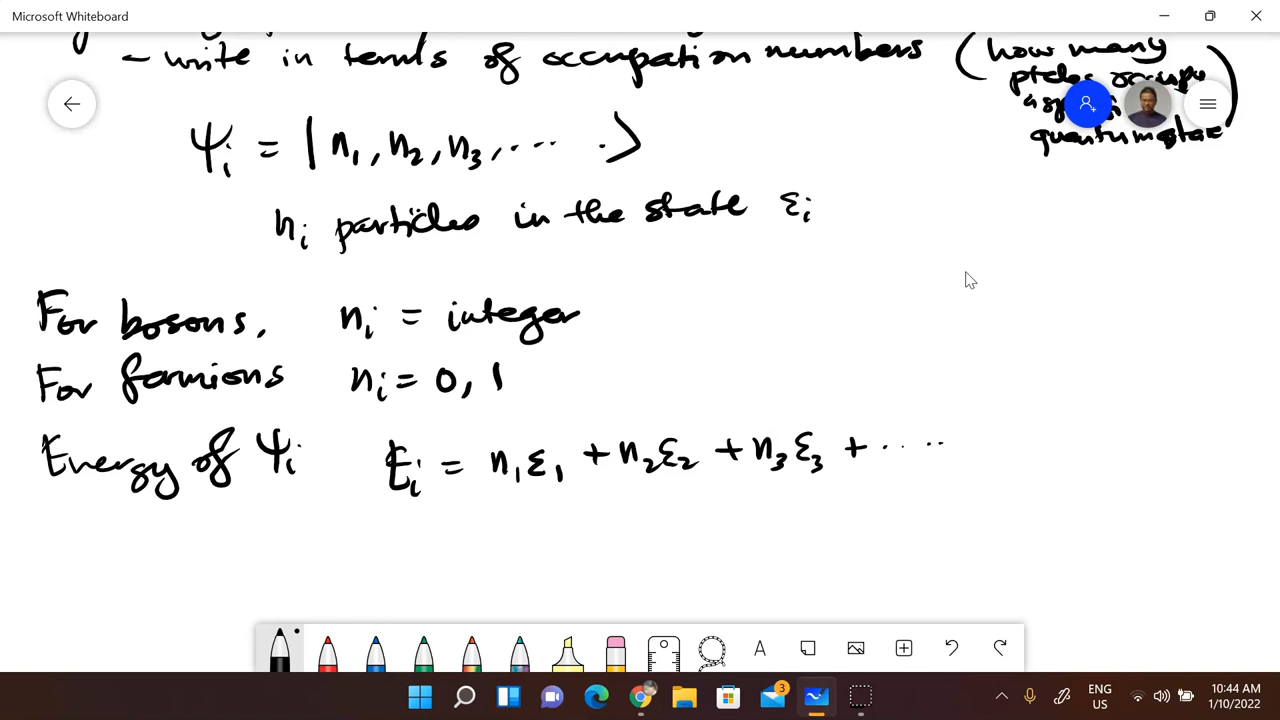 Microsoft Whiteboard
- write in terms of occupation numbers (how many
ptcles occupy
a
quantum state)
Ψi = | n1, n2, n3, ..... >
ni particles in the state εi
For bosons, ni = integer
For fermions ni = 0, 1
Energy of Ψi Ei = n1ε1 + n2ε2 + n3ε3 + .....
A
3
ENG
US
10:44 AM
1/10/2022